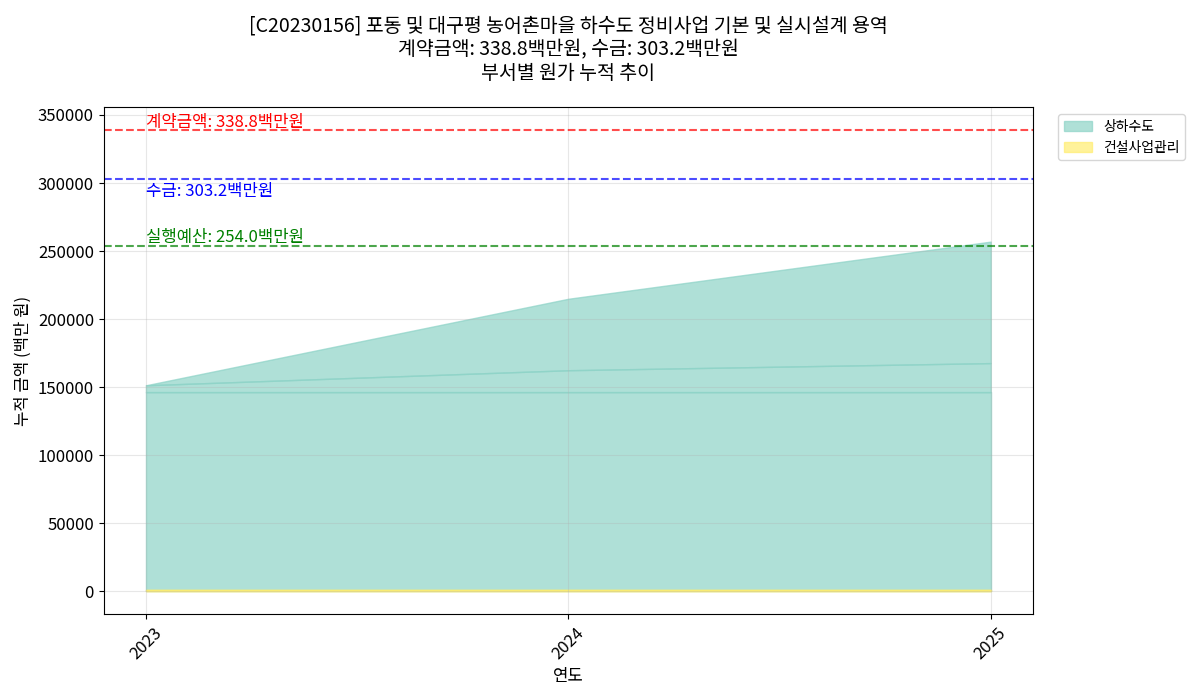 [C20230156] 포동 및 대구평 농어촌마을 하수도 정비사업 기본 및 실시설계 용역
계약금액: 338.8백만원, 수금: 303.2백만원
부서별 원가 누적 추이
350000
300000
250000
200000
150000
100000
50000
0
누적 금액 (백만 원)
계약금액: 338.8백만원
수금: 303.2백만원
실행예산: 254.0백만원
상하수도
건설사업관리
2023
2024
2025
연도